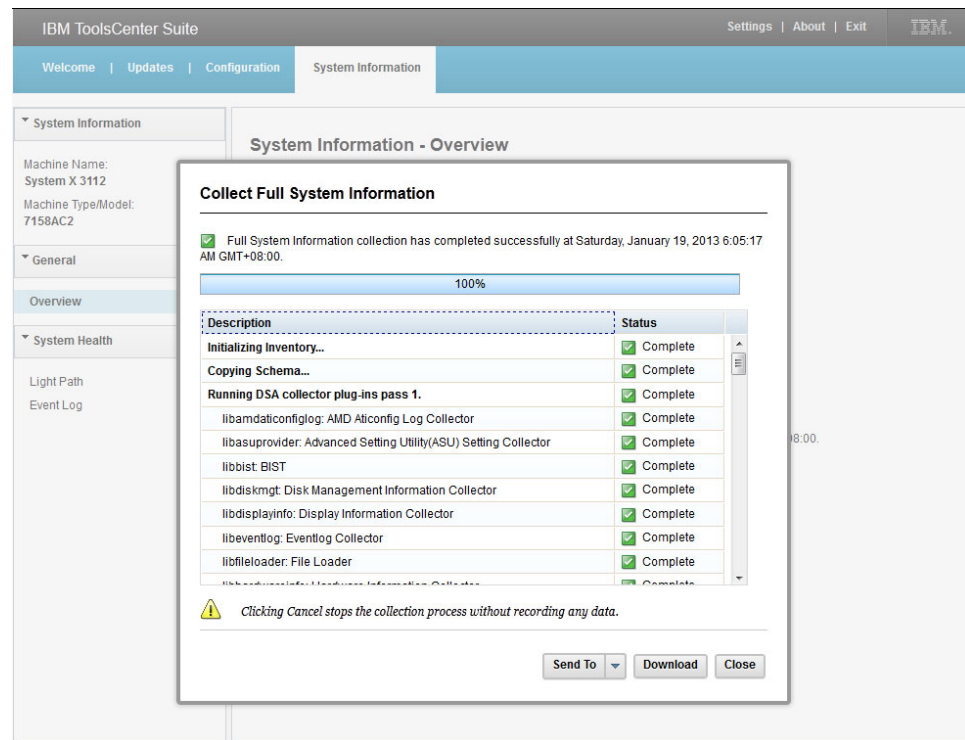 IBM ToolsCenter Suite
Settings | About | Exit
IBM.
Welcome | Updates | Configuration
System Information
System Information
Machine Name:
System X 3112
Machine Type/Model:
7158AC2
General
Overview
System Health
Light Path
Event Log
System Information - Overview
Collect Full System Information
Full System Information collection has completed successfully at Saturday, January 19, 2013 6:05:17
AM GMT+08:00.
100%
Description Status
Initializing Inventory... Complete
Copying Schema... Complete
Running DSA collector plug-ins pass 1. Complete
libamdaticonfiglog: AMD Aticonfig Log Collector Complete
libasuprovider: Advanced Setting Utility(ASU) Setting Collector Complete
libbist: BIST Complete
libdiskmgt: Disk Management Information Collector Complete
libdisplayinfo: Display Information Collector Complete
libeventlog: Eventlog Collector Complete
libfileloader: File Loader Complete
libhardwareinfo: Hardware Information Collector Complete
Clicking Cancel stops the collection process without recording any data.
Send To Download Close
8:00.